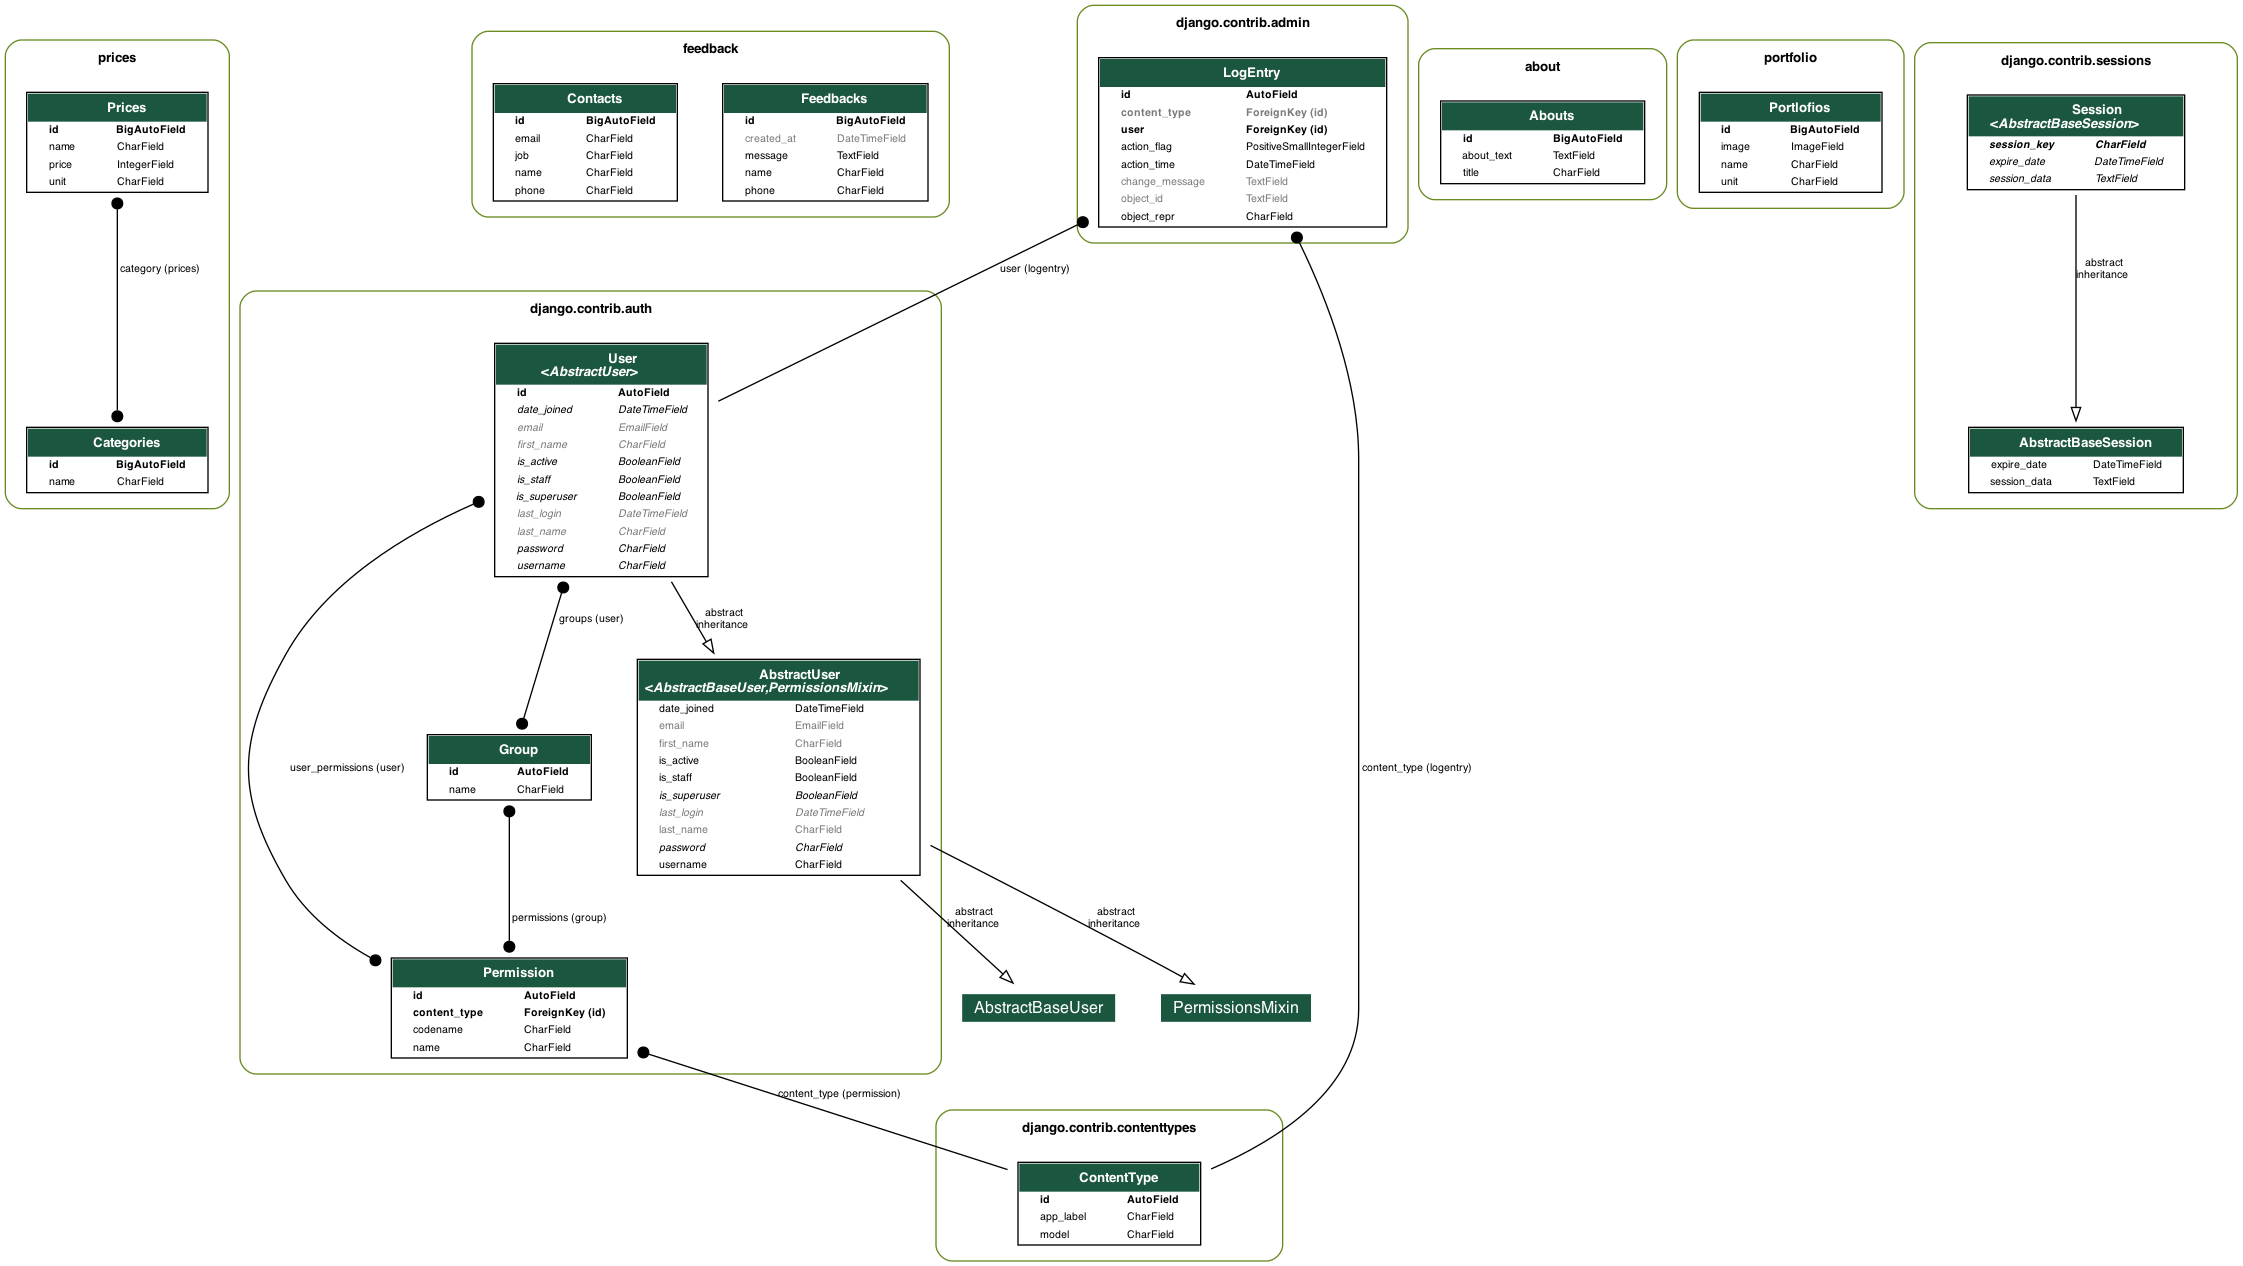 prices
Prices
id BigAutoField
name CharField
price IntegerField
unit CharField
category (prices)
Categories
id BigAutoField
name CharField
feedback
Contacts
id BigAutoField
email CharField
job CharField
name CharField
phone CharField
Feedbacks
id BigAutoField
created_at DateTimeField
message TextField
name CharField
phone CharField
django.contrib.admin
LogEntry
id AutoField
content_type ForeignKey (id)
user ForeignKey (id)
action_flag PositiveSmallIntegerField
action_time DateTimeField
change_message TextField
object_id TextField
object_repr CharField
about
Abouts
id BigAutoField
about_text TextField
title CharField
portfolio
Portlofios
id BigAutoField
image ImageField
name CharField
unit CharField
django.contrib.sessions
Session
<AbstractBaseSession>
session_key CharField
expire_date DateTimeField
session_data TextField
abstract
inheritance
AbstractBaseSession
expire_date DateTimeField
session_data TextField
user (logentry)
django.contrib.auth
User
<AbstractUser>
id AutoField
date_joined DateTimeField
email EmailField
first_name CharField
is_active BooleanField
is_staff BooleanField
is_superuser BooleanField
last_login DateTimeField
last_name CharField
password CharField
username CharField
groups (user)
abstract
inheritance
AbstractUser
<AbstractBaseUser,PermissionsMixin>
date_joined DateTimeField
email EmailField
first_name CharField
is_active BooleanField
is_staff BooleanField
is_superuser BooleanField
last_login DateTimeField
last_name CharField
password CharField
username CharField
user_permissions (user)
Group
id AutoField
name CharField
permissions (group)
Permission
id AutoField
content_type ForeignKey (id)
codename CharField
name CharField
abstract
inheritance
abstract
inheritance
AbstractBaseUser
PermissionsMixin
content_type (logentry)
content_type (permission)
django.contrib.contenttypes
ContentType
id AutoField
app_label CharField
model CharField